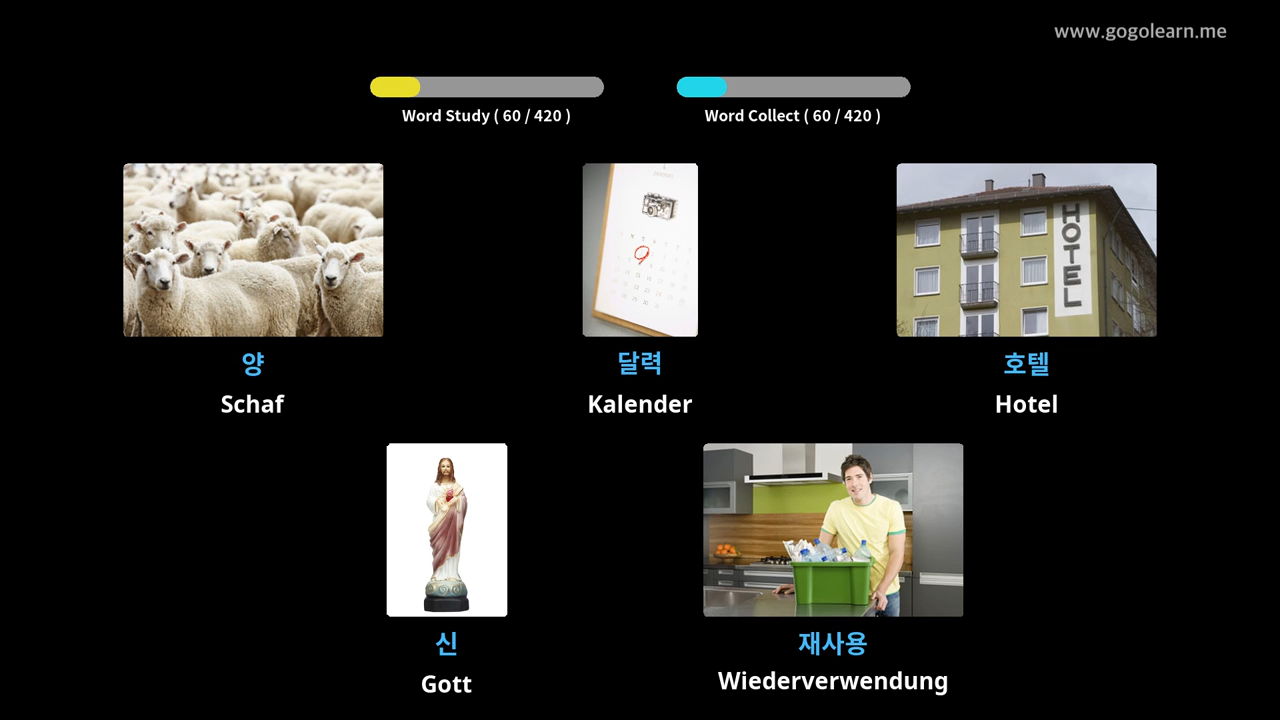 www.gogolearn.me
Word Study ( 60 / 420 )
Word Collect ( 60 / 420 )
양
Schaf
달력
Kalender
HOTEL
호텔
Hotel
신
Gott
재사용
Wiederverwendung